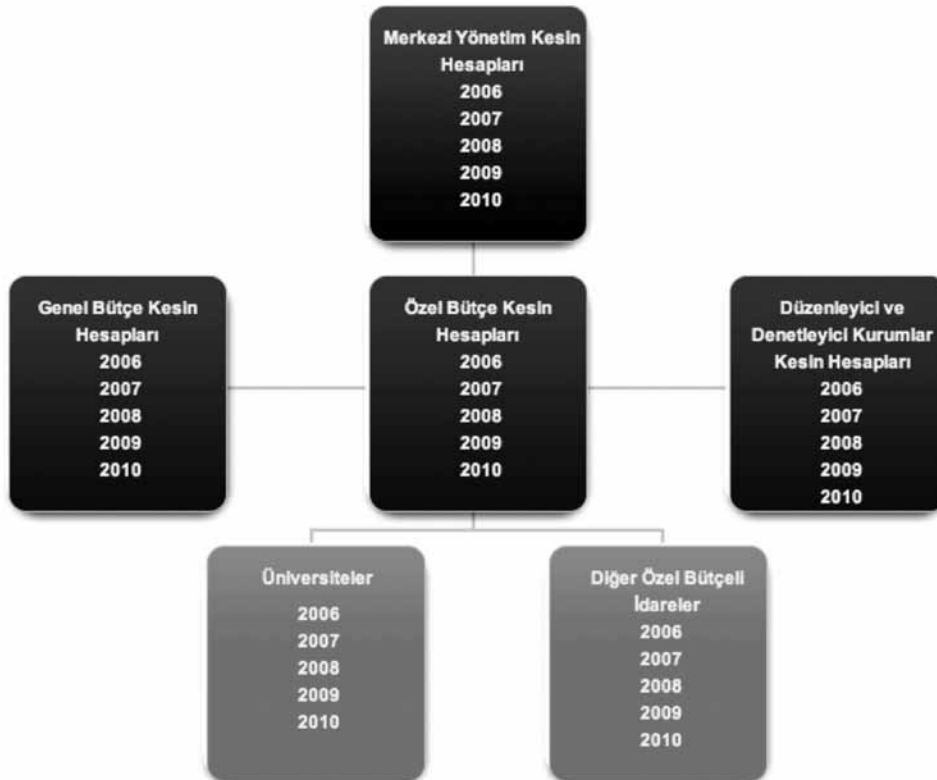 Merkezi Yönetim Kesin
Hesapları
2006
2007
2008
2009
2010
Genel Bütçe Kesin
Hesapları
2006
2007
2008
2009
2010
Özel Bütçe Kesin
Hesapları
2006
2007
2008
2009
2010
Düzenleyici ve
Denetleyici Kurumlar
Kesin Hesapları
2006
2007
2008
2009
2010
Üniversiteler
2006
2007
2008
2009
2010
Diğer Özel Bütçeli
İdareler
2006
2007
2008
2009
2010